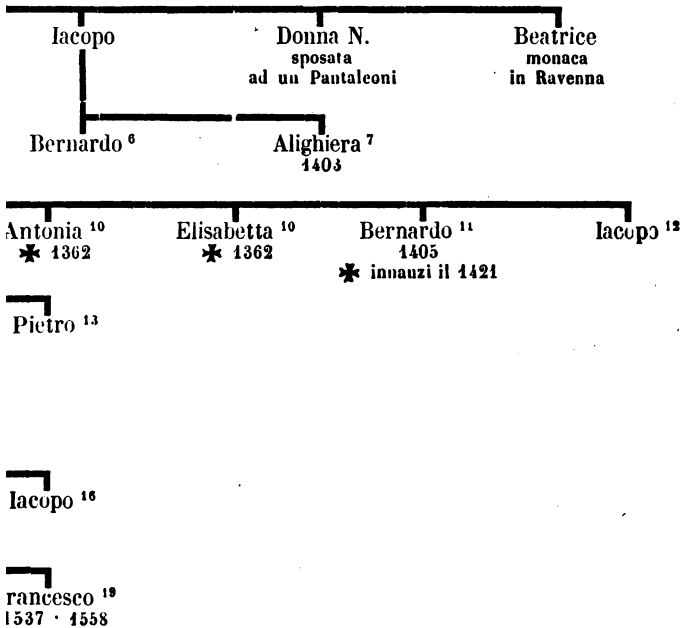 Iacopo Donna N. Beatrice
sposata monaca
ad un Pantaleoni in Ravenna
Bernardo 6 Alighiera 7
1403
Antonia 10 Elisabetta 10 Bernardo 11 Iacopo 12
✠ 1362 ✠ 1362 1405
✠ innauzi il 1421
Pietro 13
Iacopo 16
rancesco 19
1537 · 1558